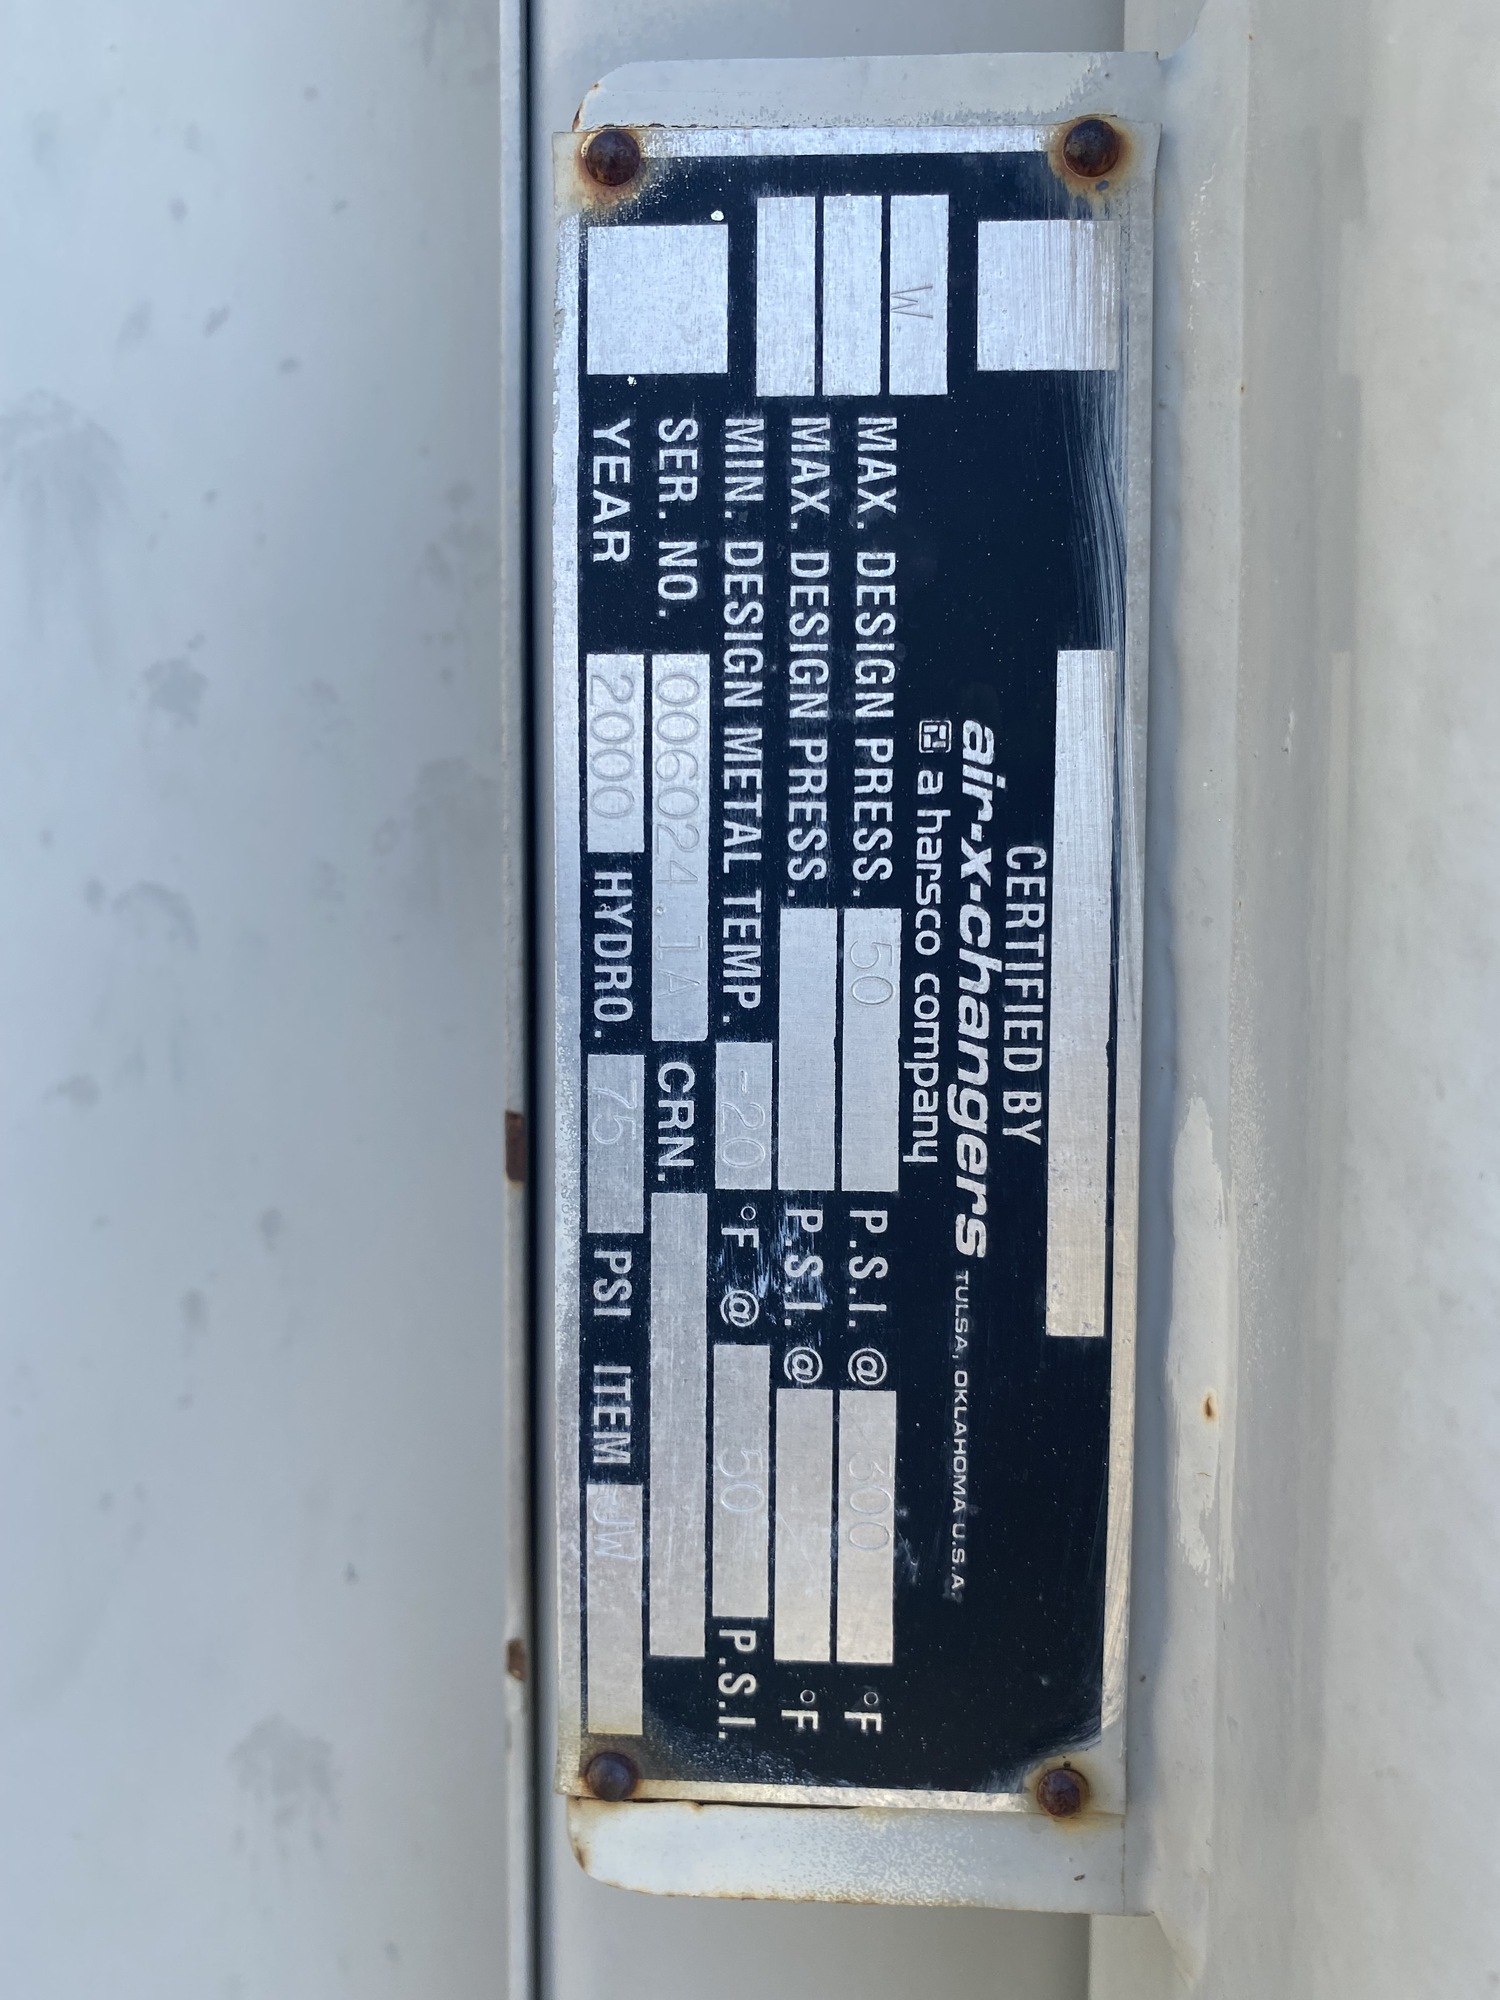 CERTIFIED BY
air-x-changers TULSA, OKLAHOMA U.S.A.
a harsco company
W
MAX. DESIGN PRESS. 50 P.S.I. @ 300 °F
MAX. DESIGN PRESS. P.S.I. @ °F
MIN. DESIGN METAL TEMP. -20 °F @ 50 P.S.I.
SER. NO. 006024.1A CRN.
YEAR 2000 HYDRO. 75 PSI ITEM JW